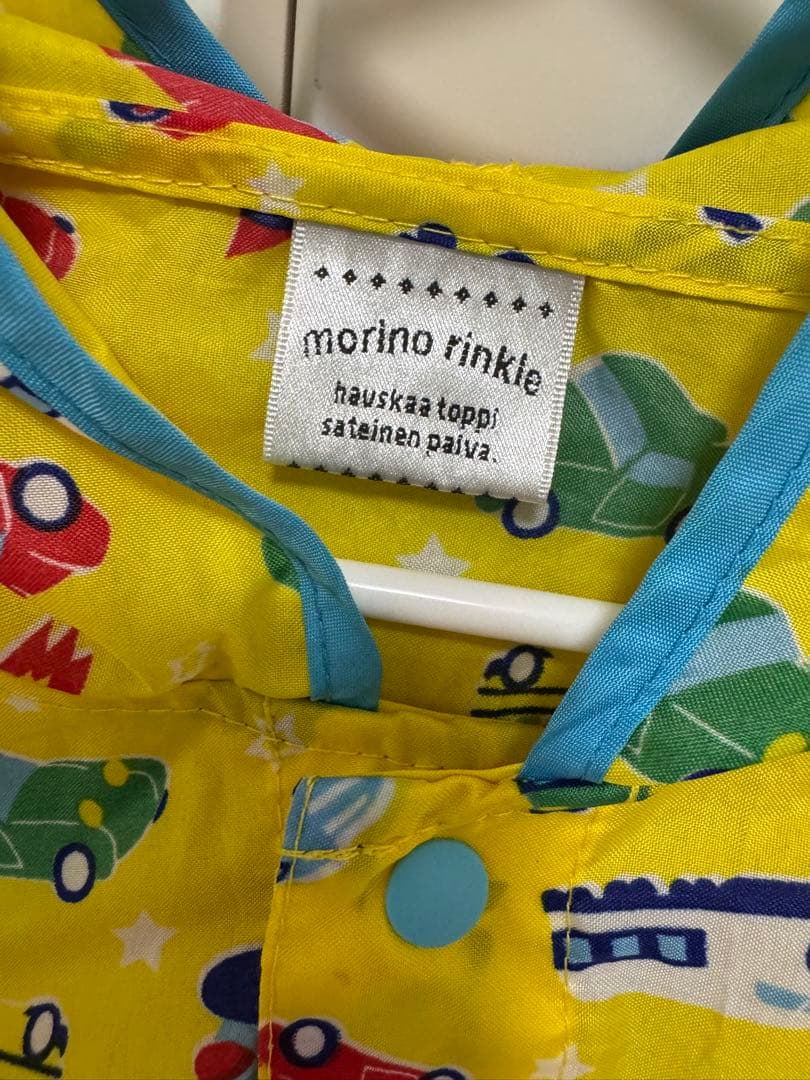 morino rinkle
hauskaa toppi
sateinen paiva.